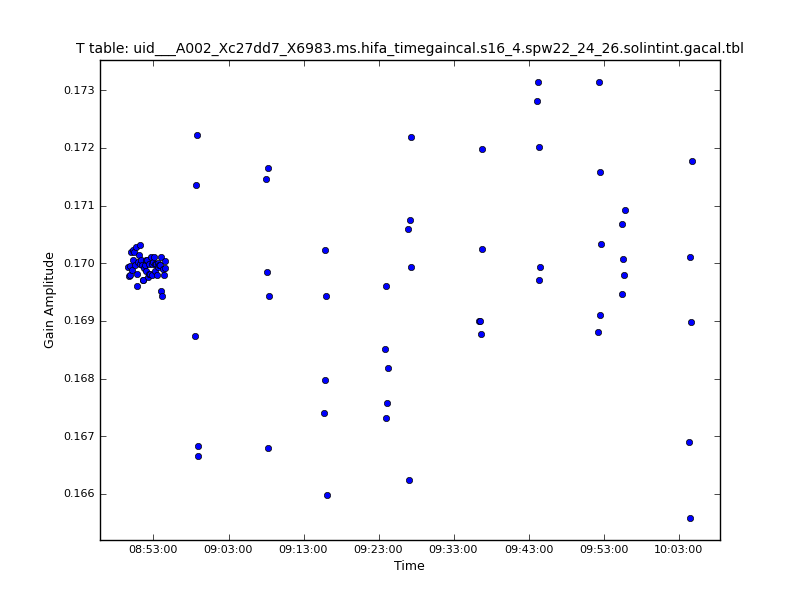 T table: uid___A002_Xc27dd7_X6983.ms.hifa_timegaincal.s16_4.spw22_24_26.solintint.gacal.tbl
0.173
0.172
0.171
0.170
0.169
0.168
0.167
0.166
Gain Amplitude
08:53:00 09:03:00 09:13:00 09:23:00 09:33:00 09:43:00 09:53:00 10:03:00
Time